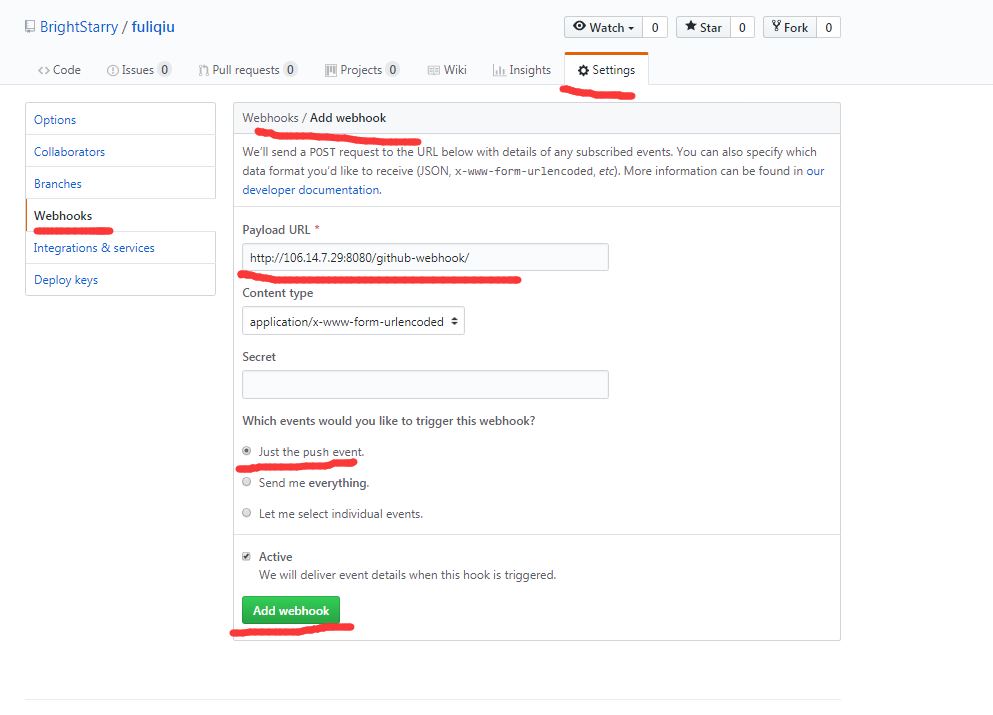 BrightStarry / fuliqiu
Watch 0 Star 0 Fork 0
Code Issues 0 Pull requests 0 Projects 0 Wiki Insights Settings
Options
Collaborators
Branches
Webhooks
Integrations & services
Deploy keys
Webhooks / Add webhook
We'll send a POST request to the URL below with details of any subscribed events. You can also specify which
data format you'd like to receive (JSON, x-www-form-urlencoded, etc). More information can be found in our
developer documentation.
Payload URL *
http://106.14.7.29:8080/github-webhook/
Content type
application/x-www-form-urlencoded
Secret
Which events would you like to trigger this webhook?
Just the push event.
Send me everything.
Let me select individual events.
Active
We will deliver event details when this hook is triggered.
Add webhook